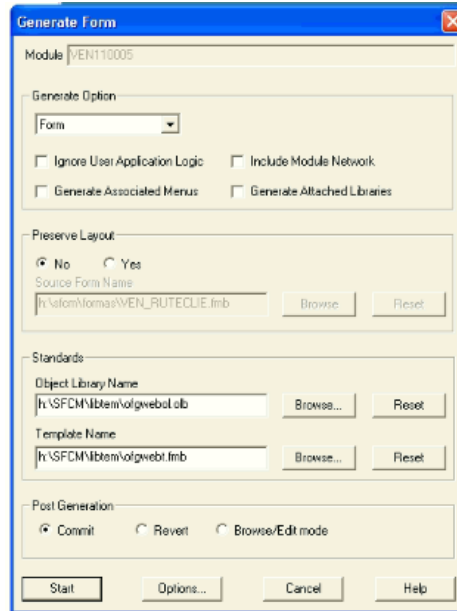 Generate Form
Module VEN110005
Generate Option
Form
Ignore User Application Logic Include Module Network
Generate Associated Menus Generate Attached Libraries
Preserve Layout
No Yes
Source Form Name
h:\sfcm\formas\VEN_RUTECLIE.fmb Browse Reset
Standards
Object Library Name
h:\SFCM\libtem\ofgwebol.olb Browse... Reset
Template Name
h:\SFCM\libtem\ofgwebt.fmb Browse... Reset
Post Generation
Commit Revert Browse/Edit mode
Start Options... Cancel Help